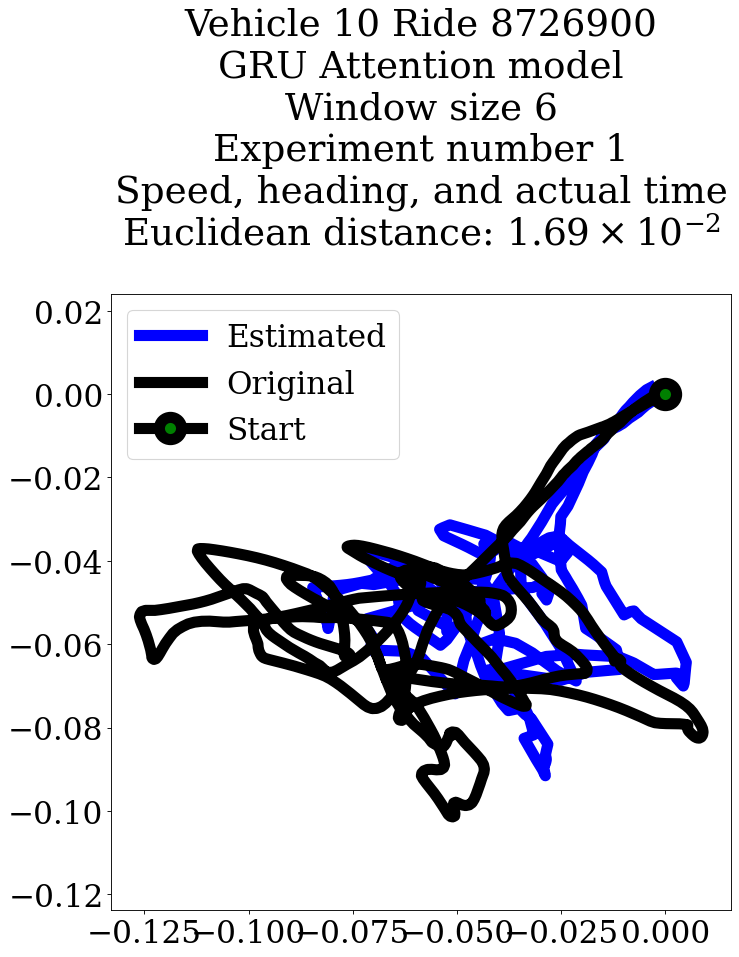 Vehicle 10 Ride 8726900
GRU Attention model
Window size 6
Experiment number 1
Speed, heading, and actual time
Euclidean distance: 1.69 × 10⁻²
Estimated
Original
Start
0.02
0.00
−0.02
−0.04
−0.06
−0.08
−0.10
−0.12
−0.125 −0.100 −0.075 −0.050 −0.025 0.000